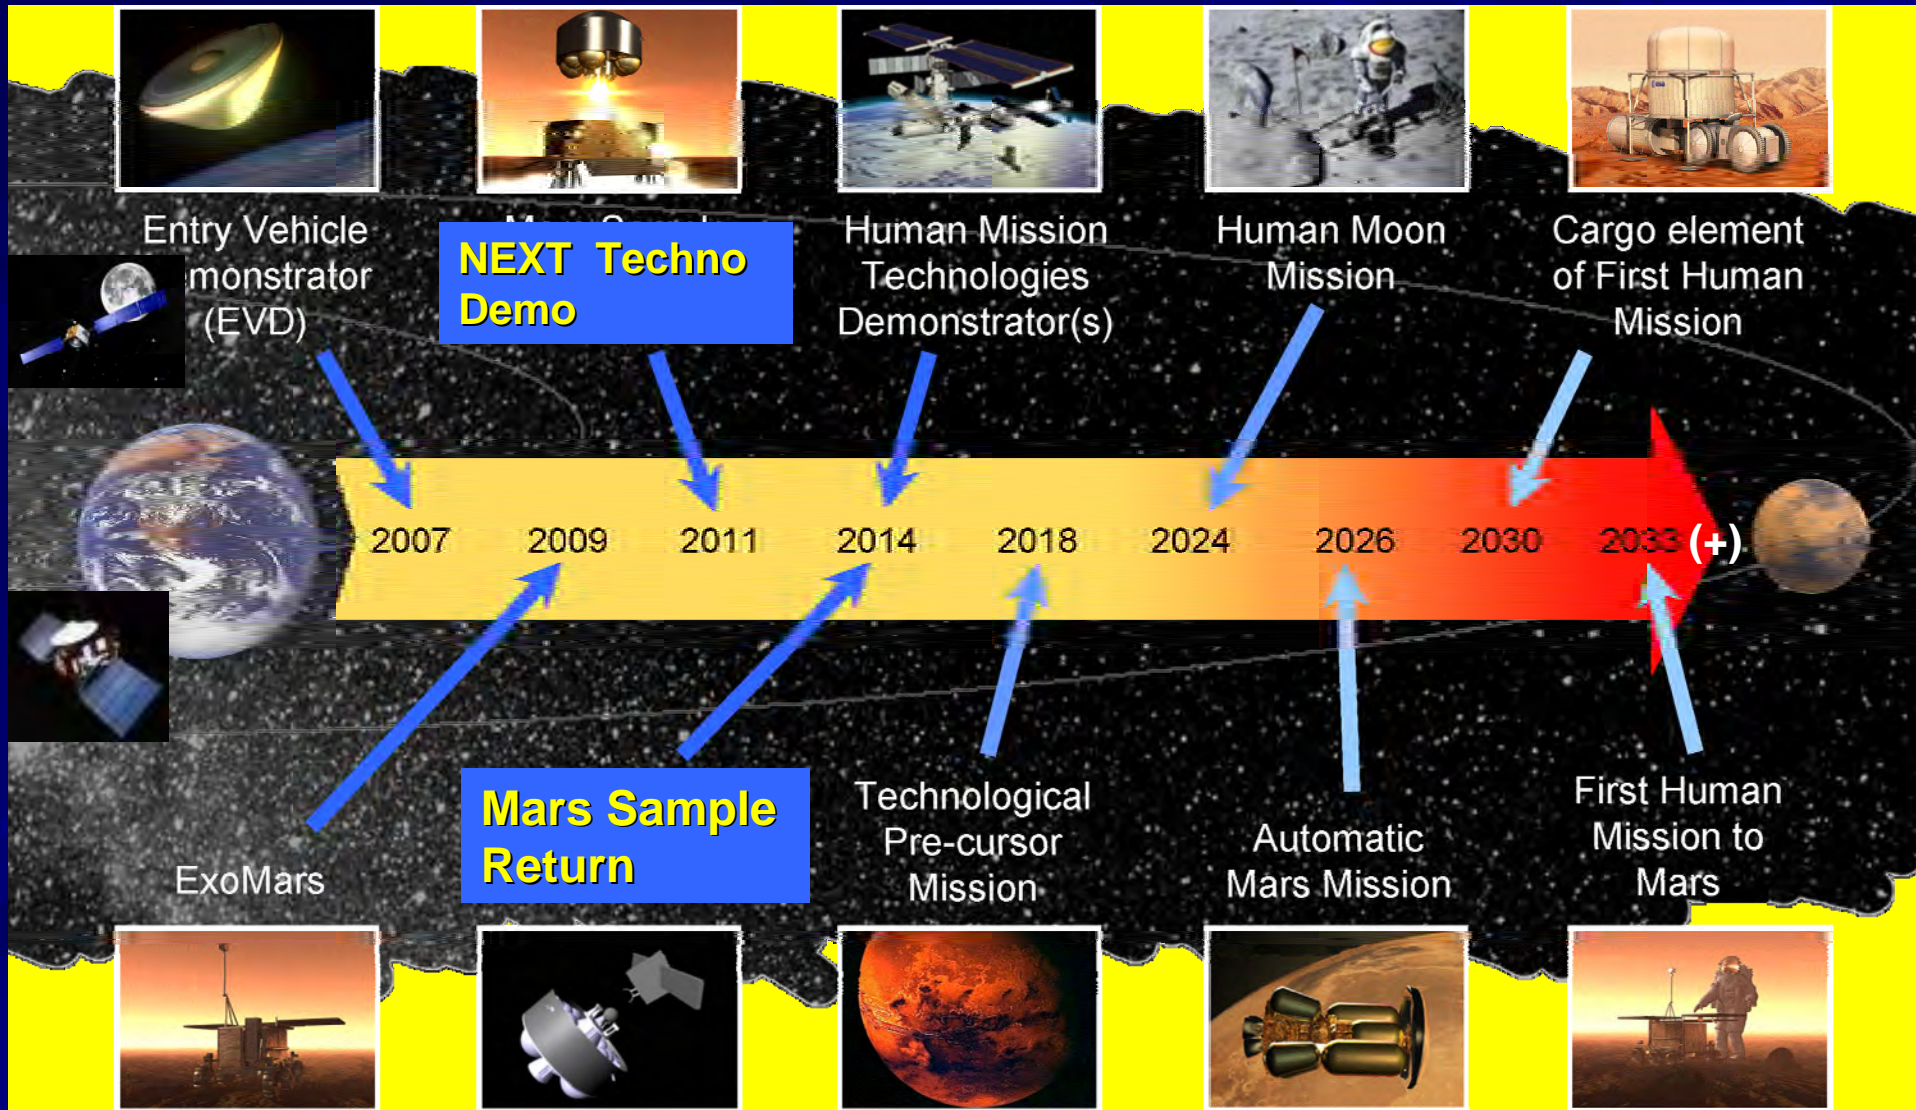 Entry Vehicle
monstrator
(EVD)
NEXT Techno
Demo
Human Mission
Technologies
Demonstrator(s)
Human Moon
Mission
Cargo element
of First Human
Mission
2007 2009 2011 2014 2018 2024 2026 2030 2033 (+)
ExoMars
Mars Sample
Return
Technological
Pre-cursor
Mission
Automatic
Mars Mission
First Human
Mission to
Mars